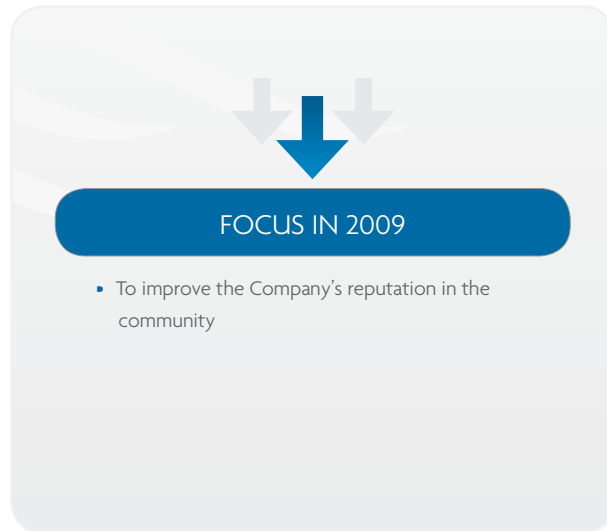 FOCUS IN 2009
• To improve the Company’s reputation in the
community